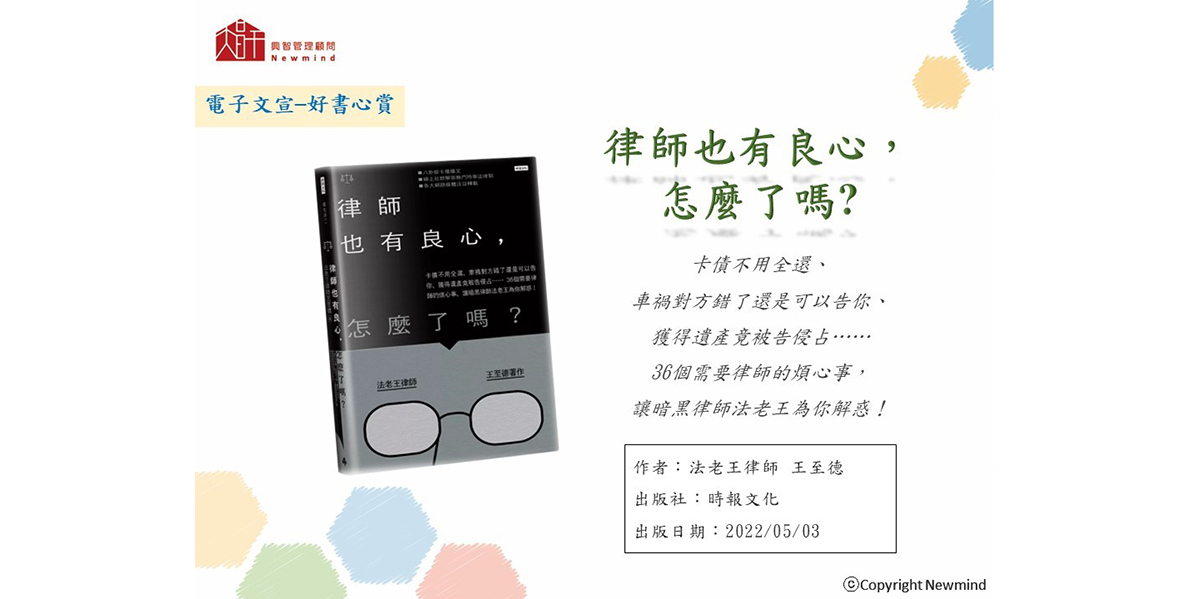 興智管理顧問
Newmind
電子文宣–好書心賞
律師也有良心，
怎麼了嗎?
卡債不用全還、
車禍對方錯了還是可以告你、
獲得遺產竟被告侵占……
36個需要律師的煩心事，
讓暗黑律師法老王為你解惑！
作者：法老王律師 王至德
出版社：時報文化
出版日期：2022/05/03
律師
也有良心，
卡債不用全還、車禍對方錯了還是可以告
你、獲得遺產竟被告侵占……36個需要律
師的煩心事，讓暗黑律師法老王為你解惑！
怎麼了嗎？
法老王律師
王至德著作
律師也有良心，怎麼了嗎？
ⓒCopyright Newmind